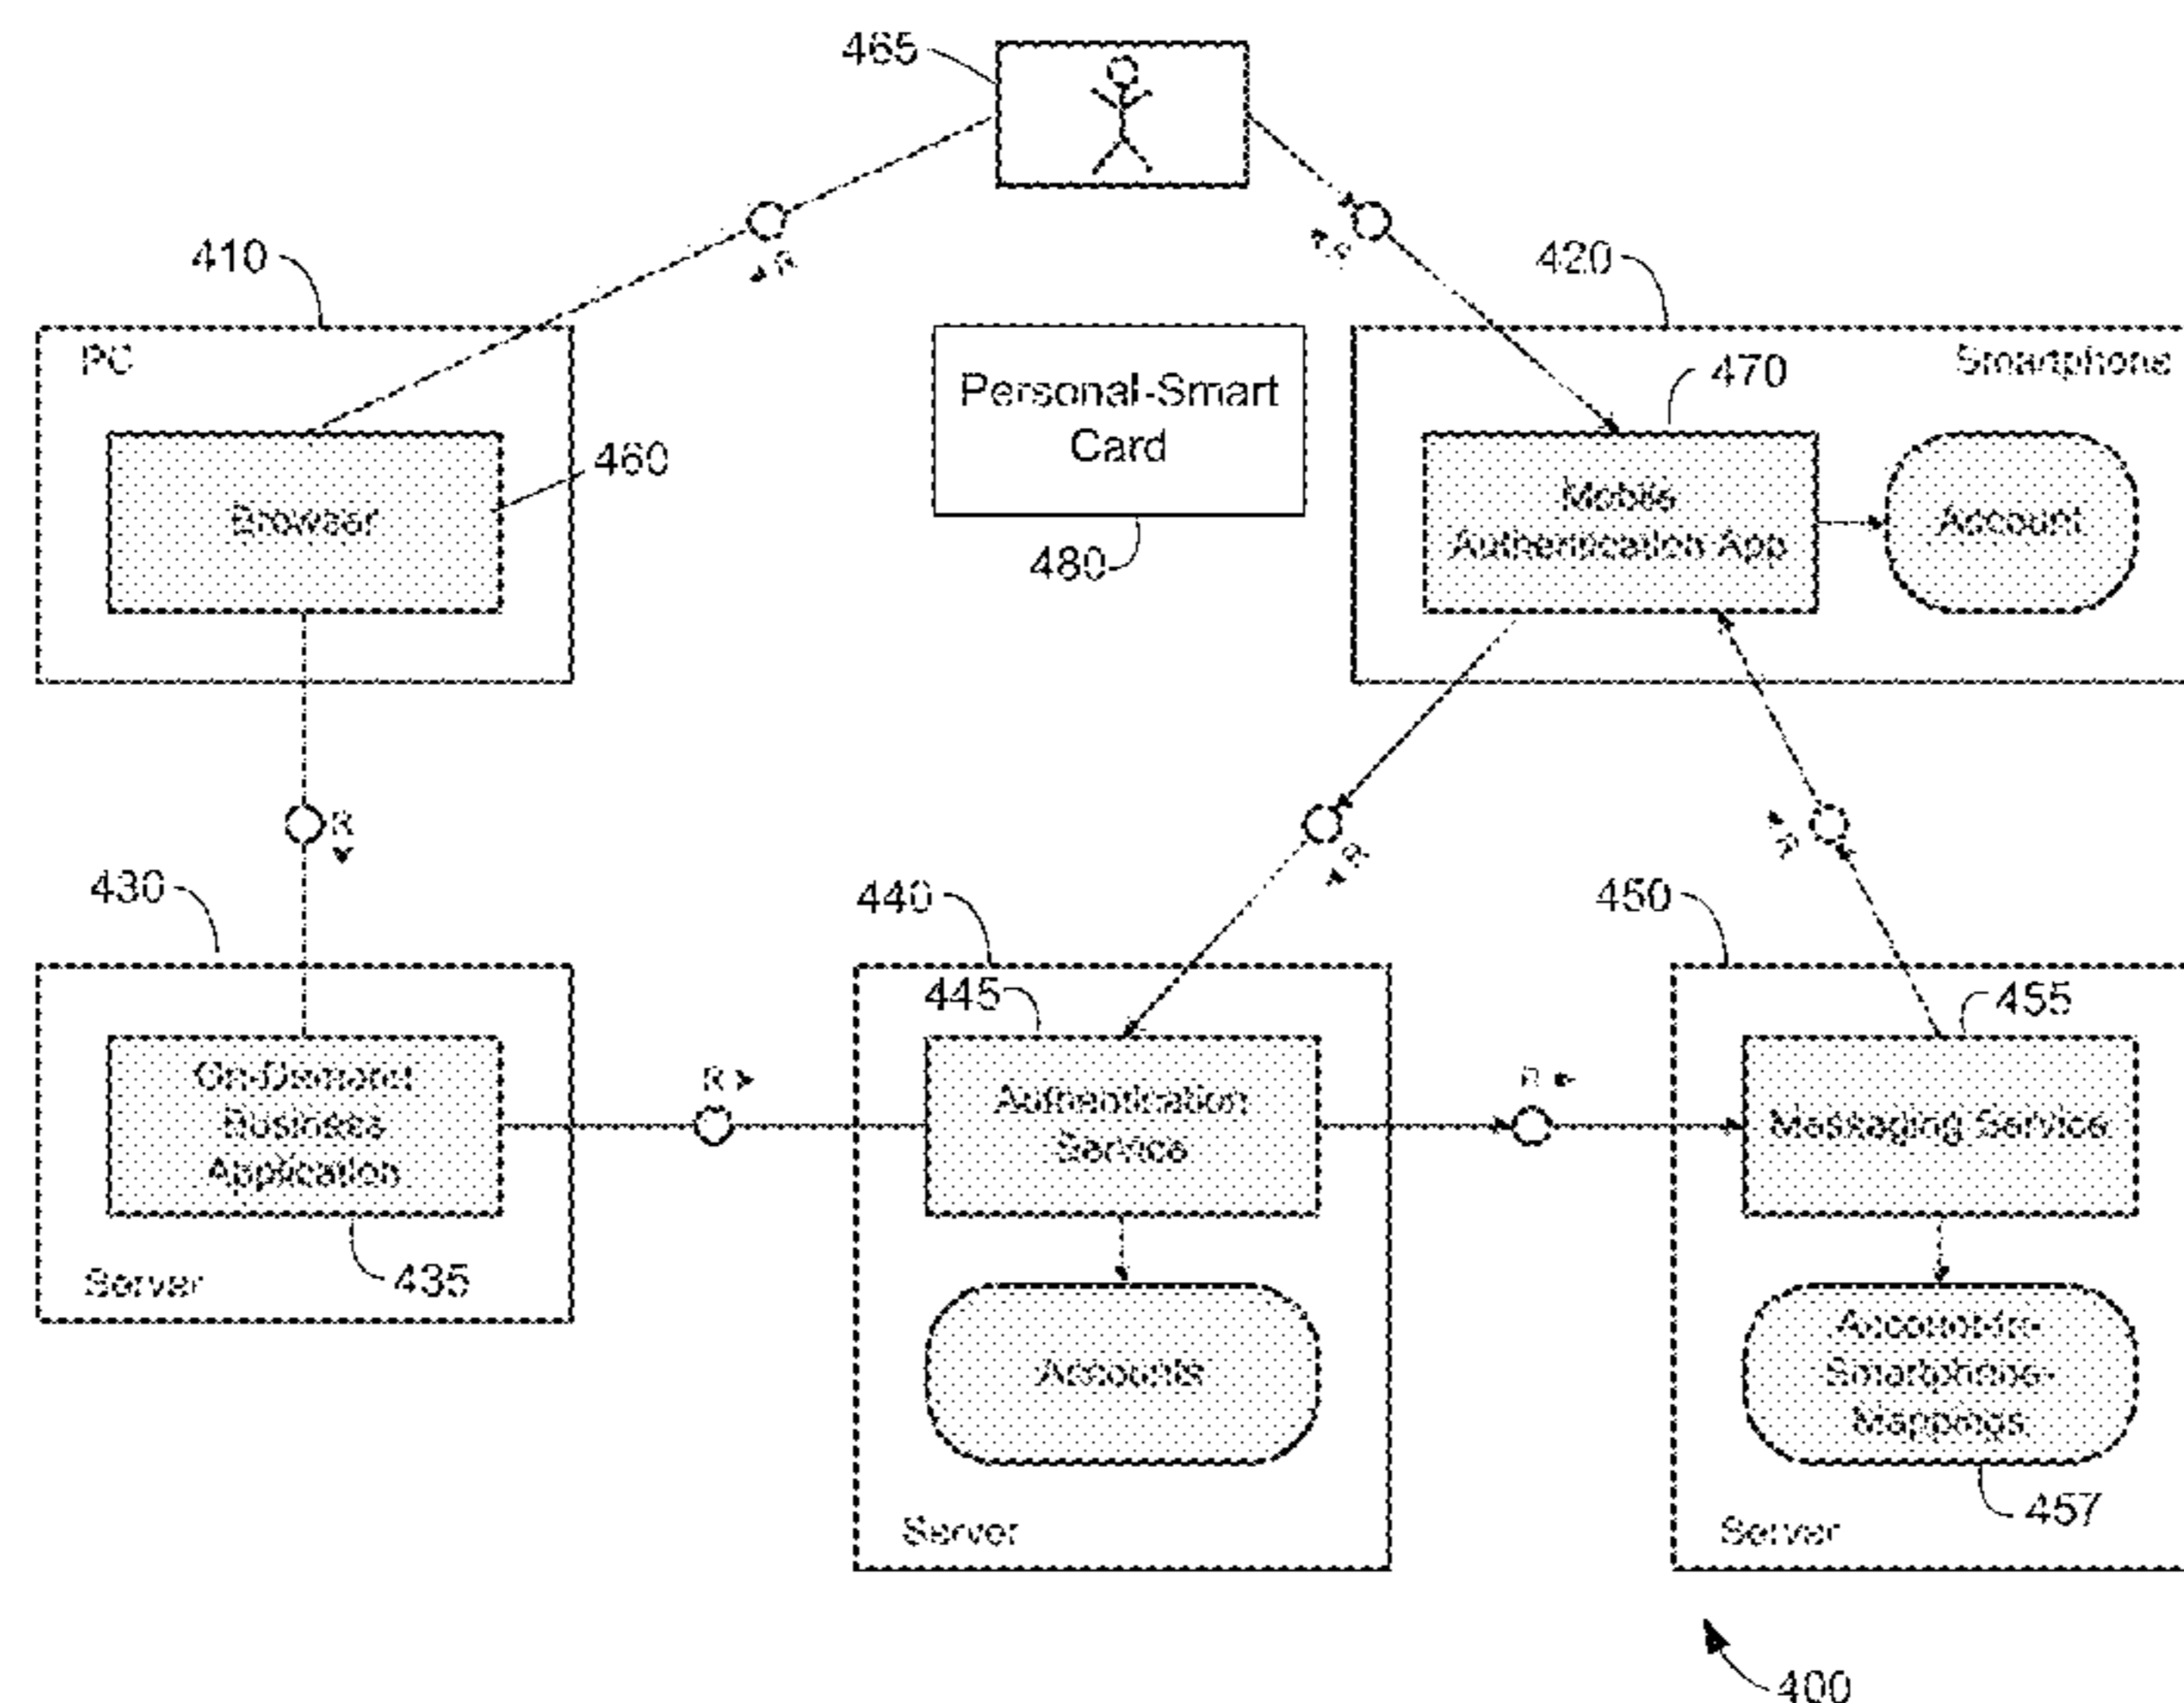 465
R
R
410
420
PC
Smartphone
470
Personal-Smart
Card
460
Browser
Mobile
Authentication App
Account
480
R
R
R
430
440
450
445
455
On-Demand
Business
Application
R
Authentication
Service
R
Messaging Service
Server
435
Accounts
Account-to-
Smartphone-
Mappings
457
Server
Server
400